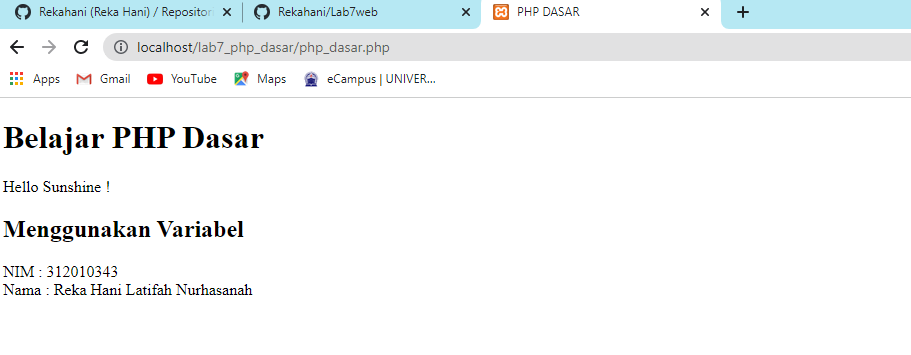 Rekahani (Reka Hani) / Repositor
Rekahani/Lab7web
PHP DASAR
localhost/lab7_php_dasar/php_dasar.php
Apps
Gmail
YouTube
Maps
eCampus | UNIVER...
Belajar PHP Dasar
Hello Sunshine !
Menggunakan Variabel
NIM : 312010343
Nama : Reka Hani Latifah Nurhasanah